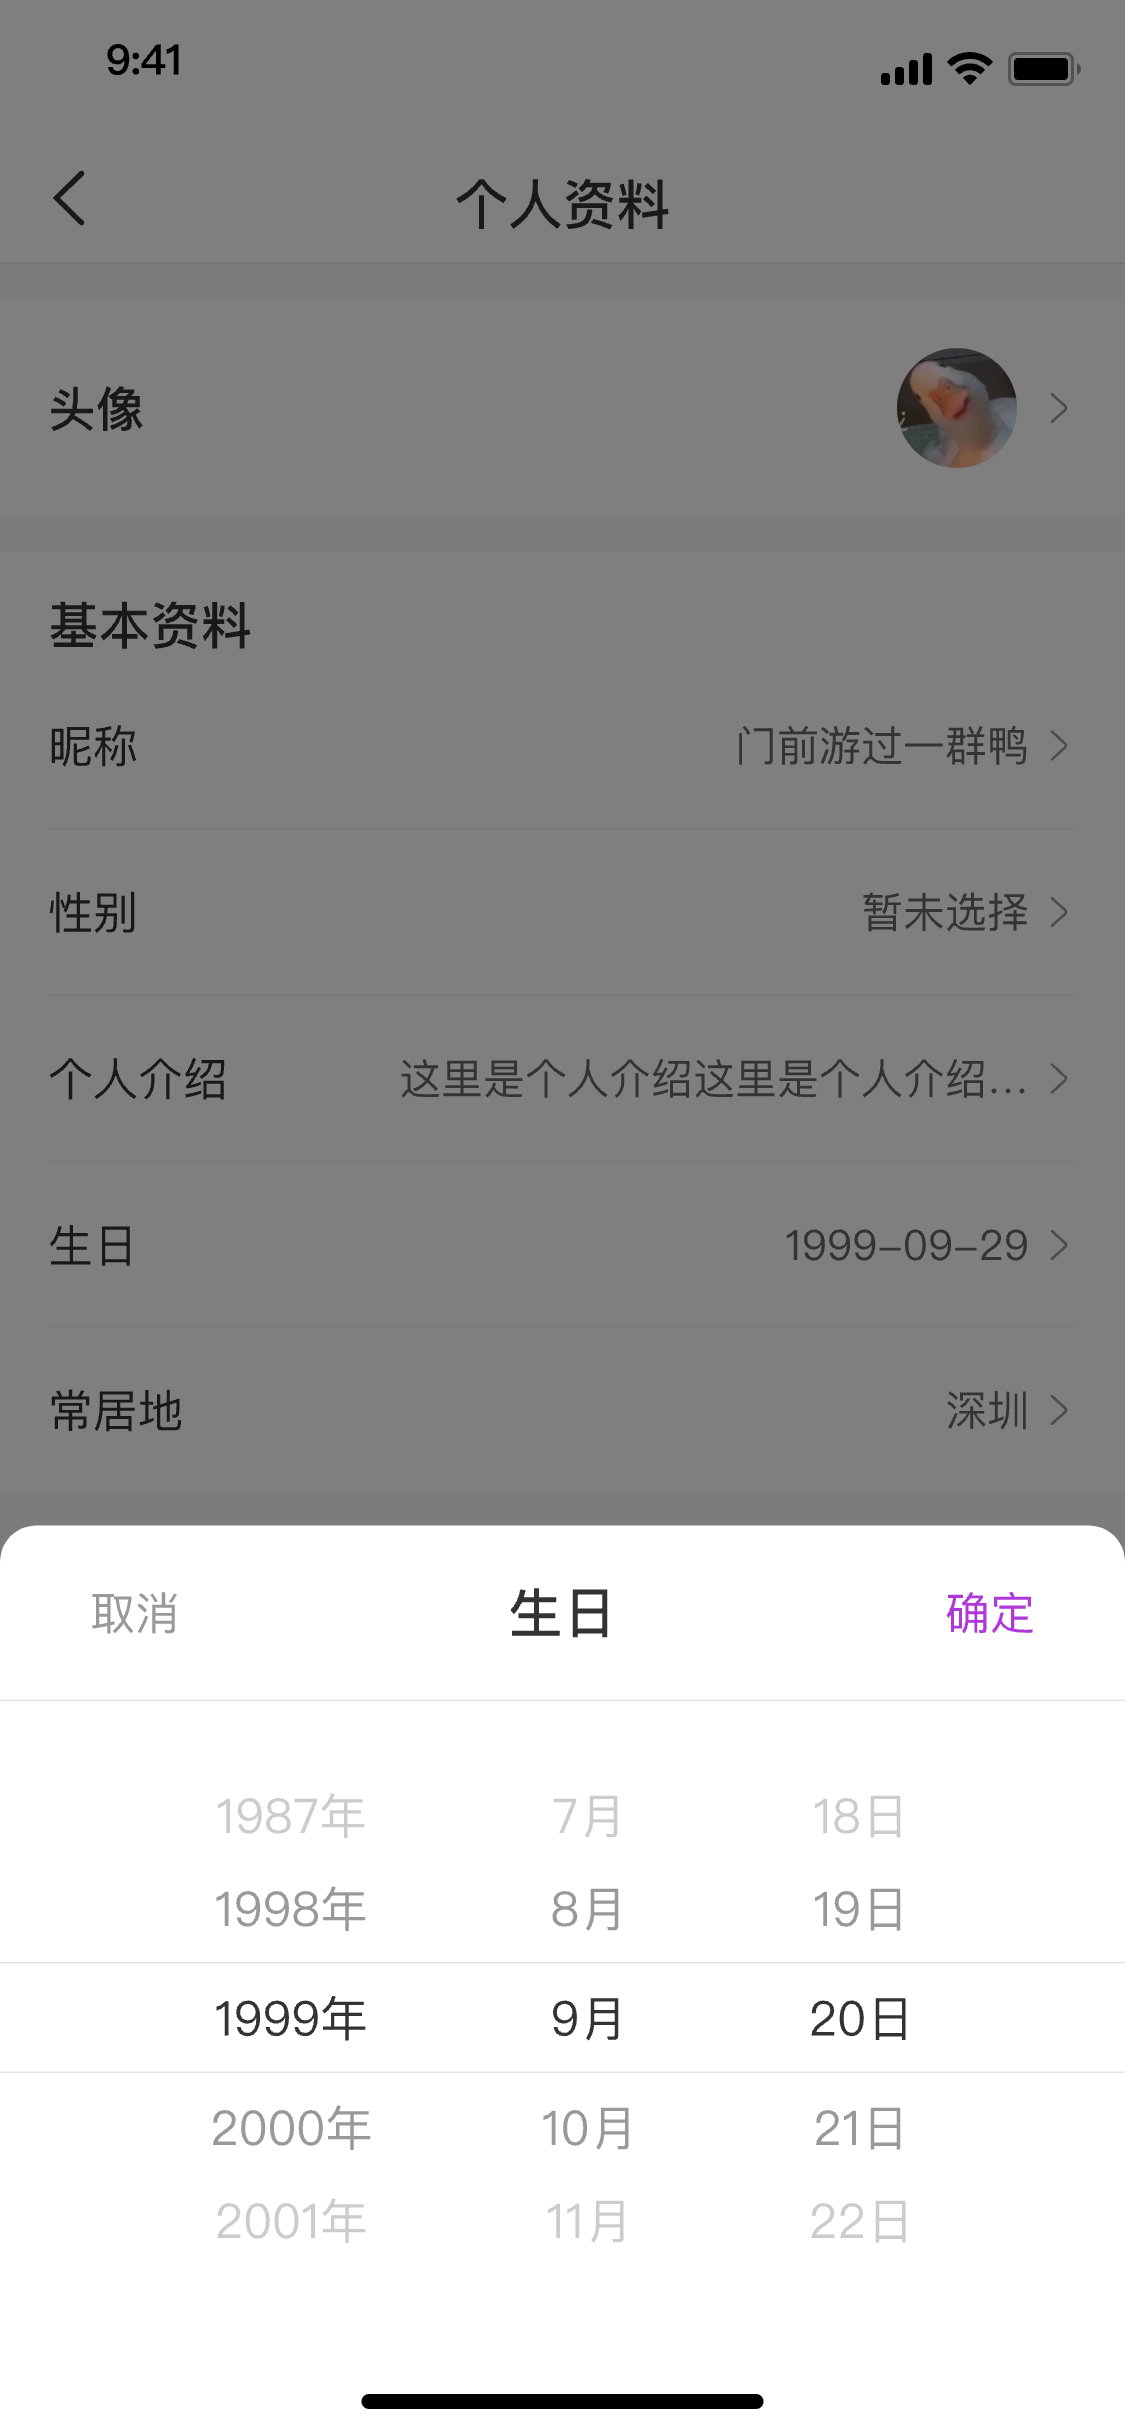 9:41
个人资料
头像
基本资料
昵称 门前游过一群鸭
性别 暂未选择
个人介绍 这里是个人介绍这里是个人介绍...
生日 1999-09-29
常居地 深圳
取消 生日 确定
1987年 7月 18日
1998年 8月 19日
1999年 9月 20日
2000年 10月 21日
2001年 11月 22日